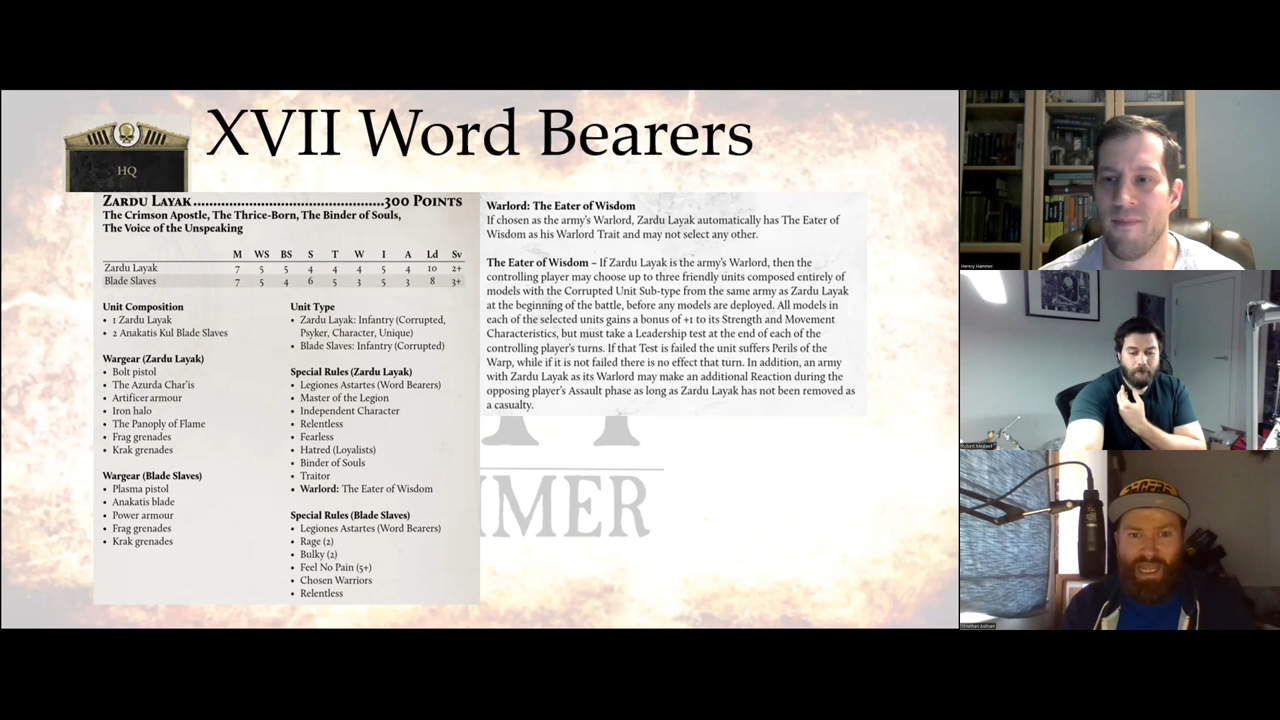 XVII Word Bearers
HQ
ZARDU LAYAK................................................300 POINTS
The Crimson Apostle, The Thrice-Born, The Binder of Souls,
The Voice of the Unspeaking
M WS BS S T W I A Ld Sv
Zardu Layak 7 5 5 4 4 4 5 4 10 2+
Blade Slaves 7 5 4 6 5 3 5 3 8 3+
Unit Composition
• 1 Zardu Layak
• 2 Anakatis Kul Blade Slaves
Wargear (Zardu Layak)
• Bolt pistol
• The Azurda Char'is
• Artificer armour
• Iron halo
• The Panoply of Flame
• Frag grenades
• Krak grenades
Wargear (Blade Slaves)
• Plasma pistol
• Anakatis blade
• Power armour
• Frag grenades
• Krak grenades
Unit Type
• Zardu Layak: Infantry (Corrupted,
Psyker, Character, Unique)
• Blade Slaves: Infantry (Corrupted)
Special Rules (Zardu Layak)
• Legiones Astartes (Word Bearers)
• Master of the Legion
• Independent Character
• Relentless
• Fearless
• Hatred (Loyalists)
• Binder of Souls
• Traitor
• Warlord: The Eater of Wisdom
Special Rules (Blade Slaves)
• Legiones Astartes (Word Bearers)
• Rage (2)
• Bulky (2)
• Feel No Pain (5+)
• Chosen Warriors
• Relentless
Warlord: The Eater of Wisdom
If chosen as the army's Warlord, Zardu Layak automatically has The Eater of
Wisdom as his Warlord Trait and may not select any other.
The Eater of Wisdom – If Zardu Layak is the army's Warlord, then the
controlling player may choose up to three friendly units composed entirely of
models with the Corrupted Unit Sub-type from the same army as Zardu Layak
at the beginning of the battle, before any models are deployed. All models in
each of the selected units gains a bonus of +1 to its Strength and Movement
Characteristics, but must take a Leadership test at the end of each of the
controlling player's turns. If that Test is failed the unit suffers Perils of the
Warp, while if it is not failed there is no effect that turn. In addition, an army
with Zardu Layak as its Warlord may make an additional Reaction during the
opposing player's Assault phase as long as Zardu Layak has not been removed as
a casualty.